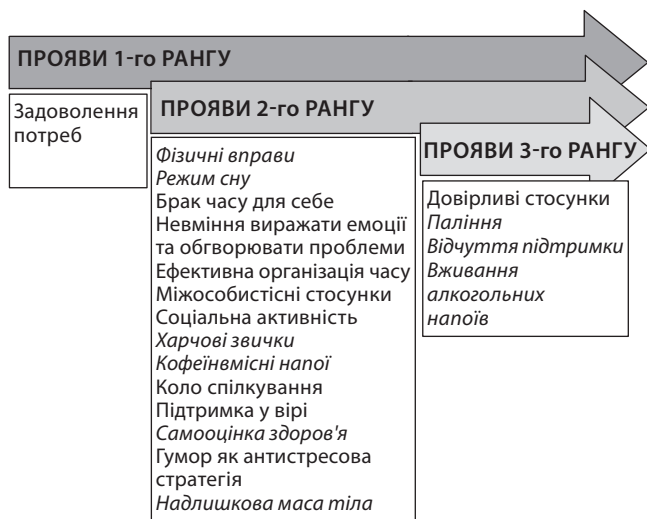 ПРОЯВИ 1-го РАНГУ
Задоволення
потреб
ПРОЯВИ 2-го РАНГУ
Фізичні вправи
Режим сну
Брак часу для себе
Невміння виражати емоції
та обговорювати проблеми
Ефективна організація часу
Міжособистісні стосунки
Соціальна активність
Харчові звички
Кофеїнвмісні напої
Коло спілкування
Підтримка у вірі
Самооцінка здоров'я
Гумор як антистресова
стратегія
Надлишкова маса тіла
ПРОЯВИ 3-го РАНГУ
Довірливі стосунки
Паління
Відчуття підтримки
Вживання
алкогольних
напоїв